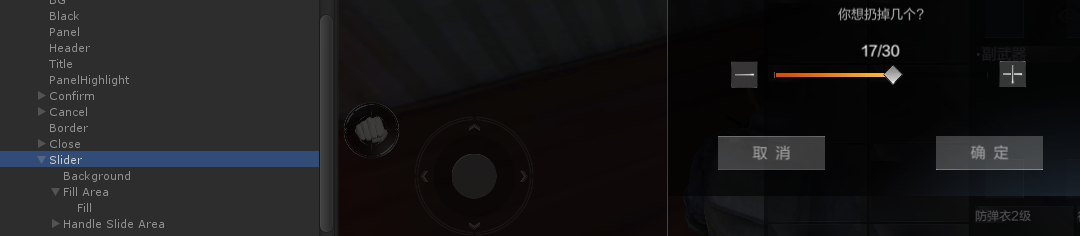 BG
Black
Panel
Header
Title
PanelHighlight
Confirm
Cancel
Border
Close
Slider
Background
Fill Area
Fill
Handle Slide Area
你想扔掉几个?
17/30
·副武器
取 消
确 定
防弹衣2级